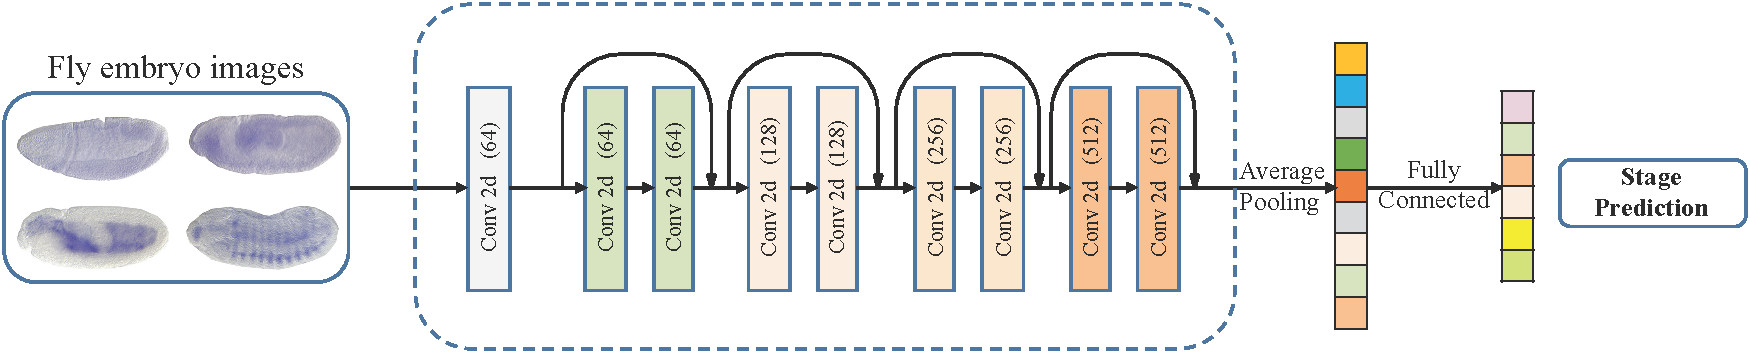 Fly embryo images
Conv 2d (64)
Conv 2d (64)
Conv 2d (64)
Conv 2d (128)
Conv 2d (128)
Conv 2d (256)
Conv 2d (256)
Conv 2d (512)
Conv 2d (512)
Average
Pooling
Fully
Connected
Stage
Prediction